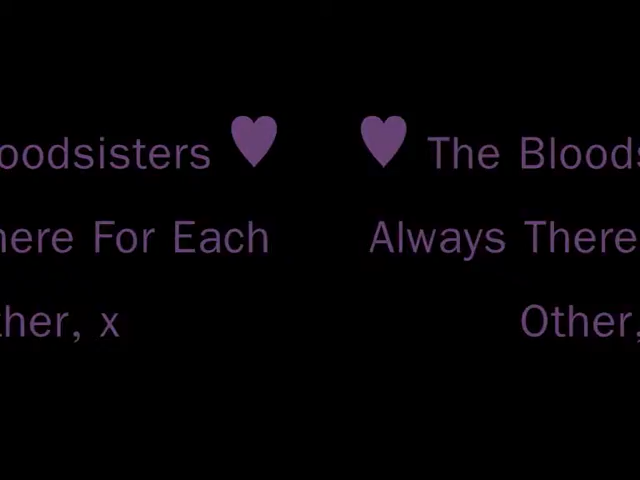 oodsisters ♥ ♥ The Bloods
here For Each Always There
ther, x Other,